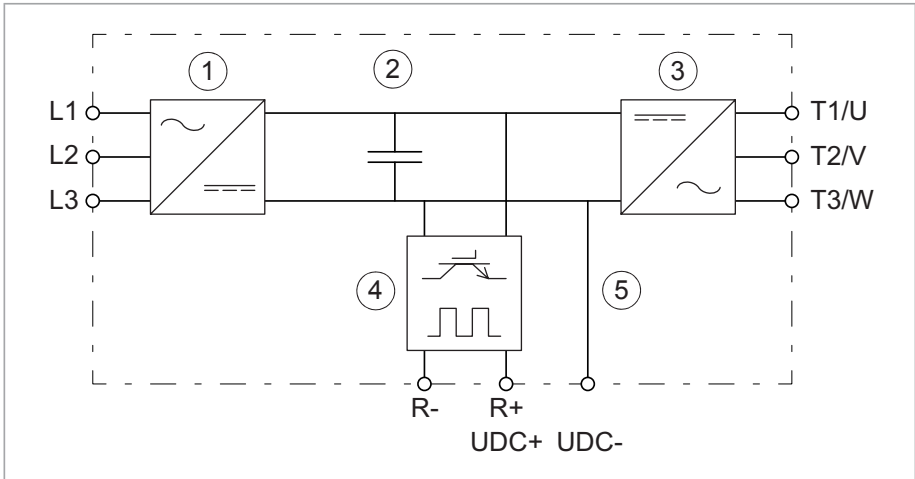 1 2 3
L1 T1/U
L2 T2/V
L3 T3/W
4 5
R- R+
UDC+ UDC-